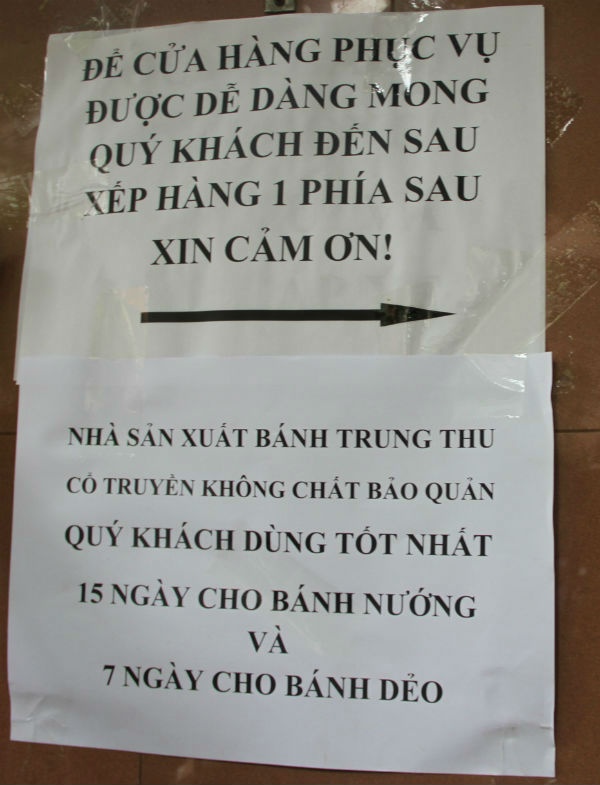 ĐỂ CỬA HÀNG PHỤC VỤ
ĐƯỢC DỄ DÀNG MONG
QUÝ KHÁCH ĐẾN SAU
XẾP HÀNG 1 PHÍA SAU
XIN CẢM ƠN!
NHÀ SẢN XUẤT BÁNH TRUNG THU
CỔ TRUYỀN KHÔNG CHẤT BẢO QUẢN
QUÝ KHÁCH DÙNG TỐT NHẤT
15 NGÀY CHO BÁNH NƯỚNG
VÀ
7 NGÀY CHO BÁNH DẺO